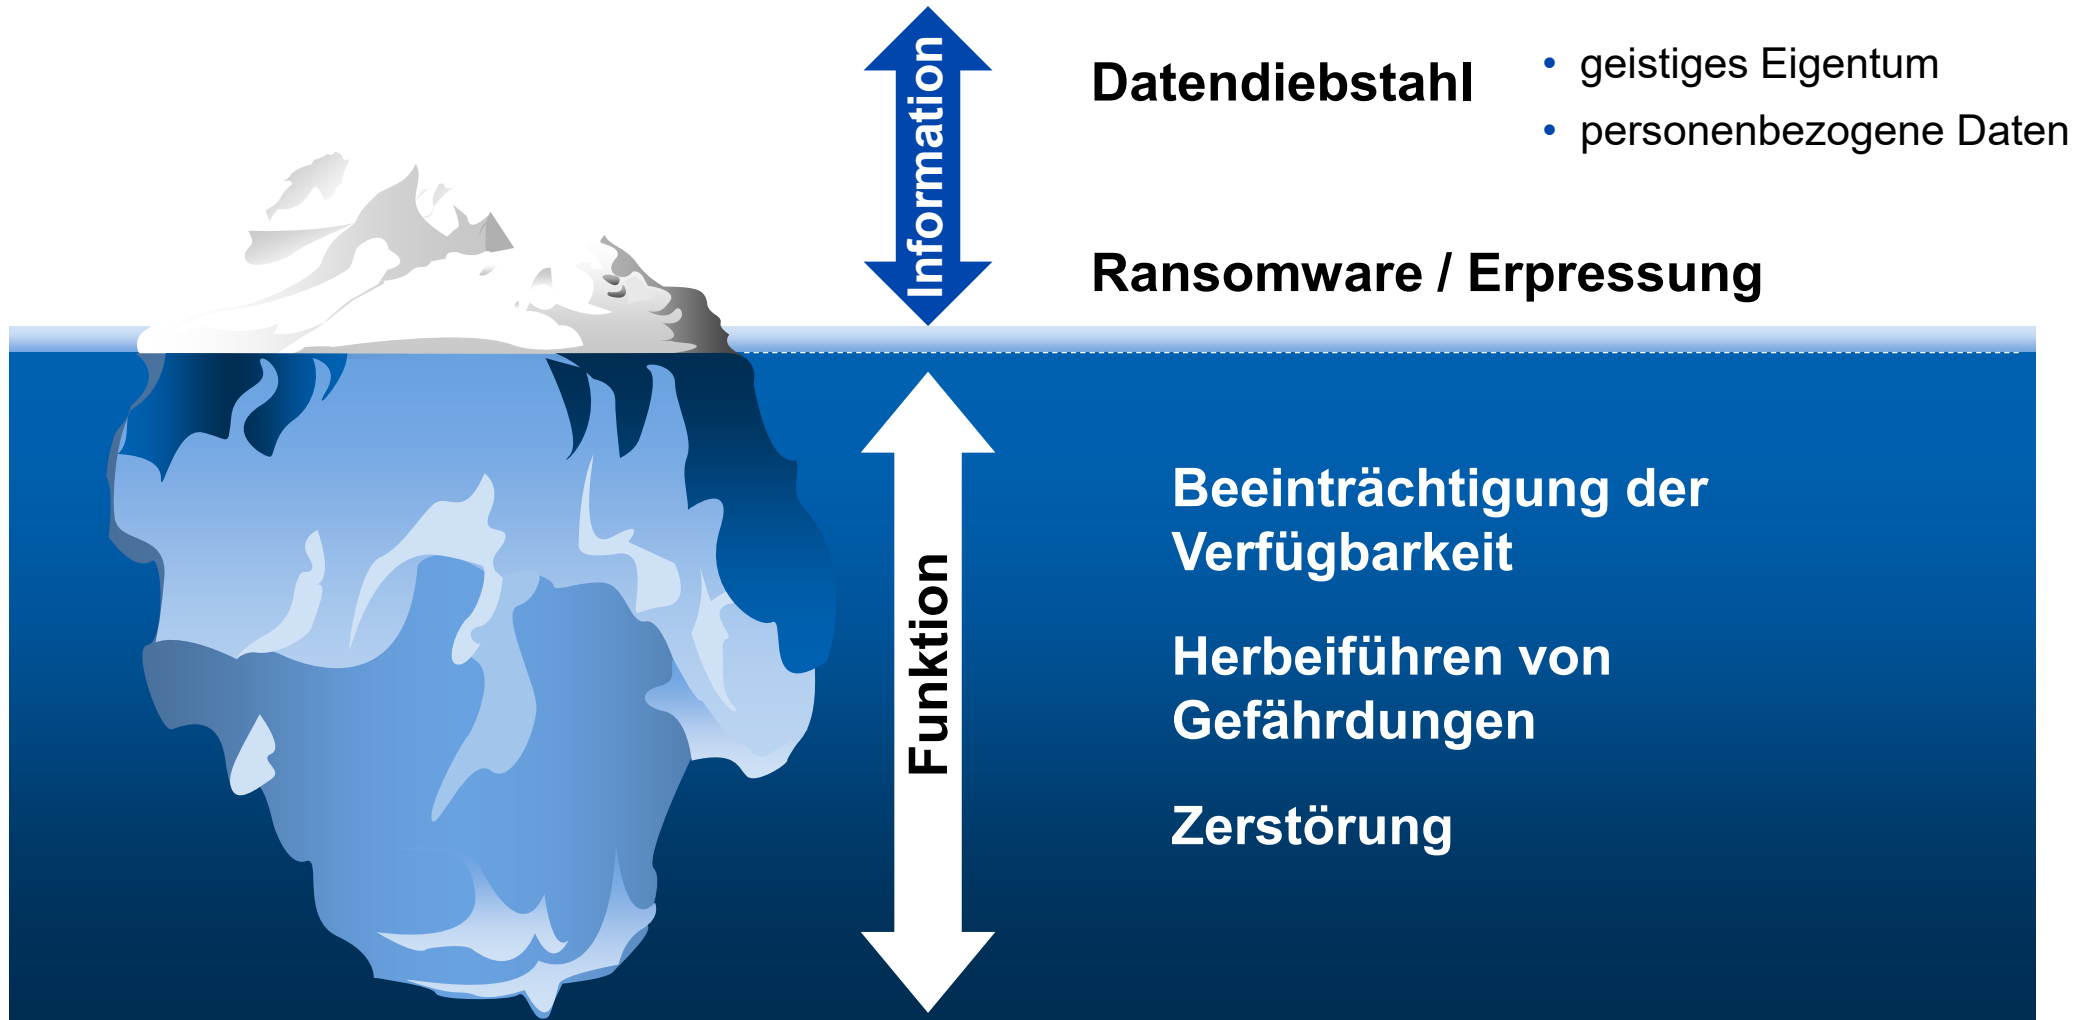 Information
Datendiebstahl
• geistiges Eigentum
• personenbezogene Daten
Ransomware / Erpressung
Funktion
Beeinträchtigung der
Verfügbarkeit
Herbeiführen von
Gefährdungen
Zerstörung